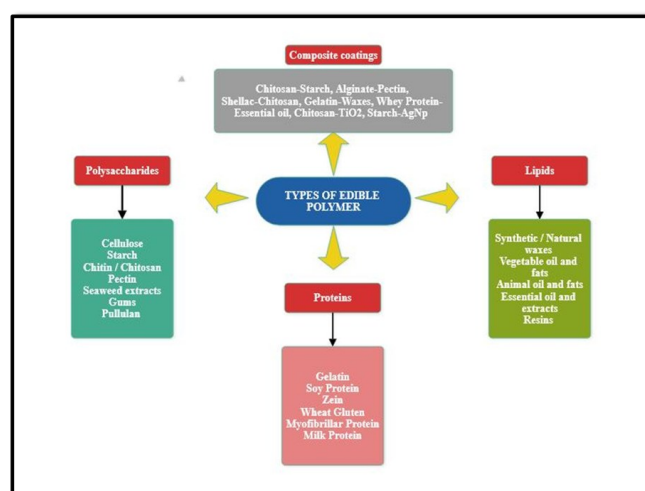 Composite coatings
Chitosan-Starch, Alginate-Pectin,
Shellac-Chitosan, Gelatin-Waxes, Whey Protein-
Essential oil, Chitosan-TiO2, Starch-AgNp
Polysaccharides
TYPES OF EDIBLE
POLYMER
Lipids
Cellulose
Starch
Chitin / Chitosan
Pectin
Seaweed extracts
Gums
Pullulan
Synthetic / Natural
waxes
Vegetable oil and
fats
Animal oil and fats
Essential oil and
extracts
Resins
Proteins
Gelatin
Soy Protein
Zein
Wheat Gluten
Myofibrillar Protein
Milk Protein